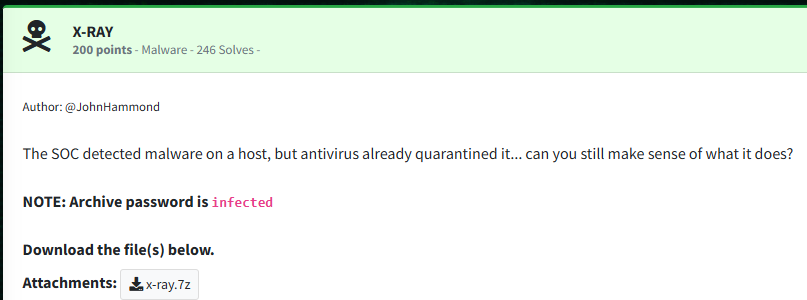 X-RAY
200 points - Malware - 246 Solves -
Author: @JohnHammond
The SOC detected malware on a host, but antivirus already quarantined it... can you still make sense of what it does?
NOTE: Archive password is infected
Download the file(s) below.
Attachments: x-ray.7z